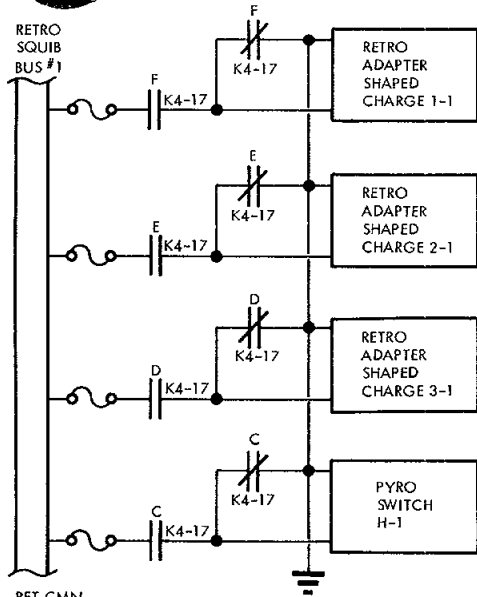 RETRO
SQUIB
BUS #1
F
K4-17
F
K4-17
RETRO
ADAPTER
SHAPED
CHARGE 1-1
E
K4-17
E
K4-17
RETRO
ADAPTER
SHAPED
CHARGE 2-1
D
K4-17
D
K4-17
RETRO
ADAPTER
SHAPED
CHARGE 3-1
C
K4-17
C
K4-17
PYRO
SWITCH
H-1